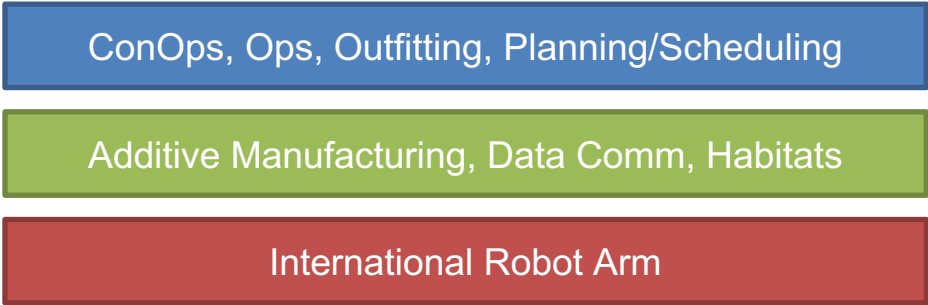 ConOps, Ops, Outfitting, Planning/Scheduling
Additive Manufacturing, Data Comm, Habitats
International Robot Arm